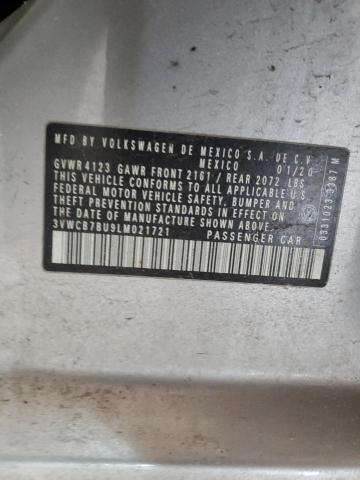 MFD BY VOLKSWAGEN DE MEXICO S.A. DE C.V.
MEXICO 01/20
GVWR 4123 GAWR FRONT 2161 / REAR 2072 LBS
THIS VEHICLE CONFORMS TO ALL APPLICABLE
FEDERAL MOTOR VEHICLE SAFETY, BUMPER, AND
THEFT PREVENTION STANDARDS IN EFFECT ON THE
DATE OF MANUFACTURE SHOWN ABOVE.
3VWCB7BU9LM021721 PASSENGER CAR
0331023 3387 M